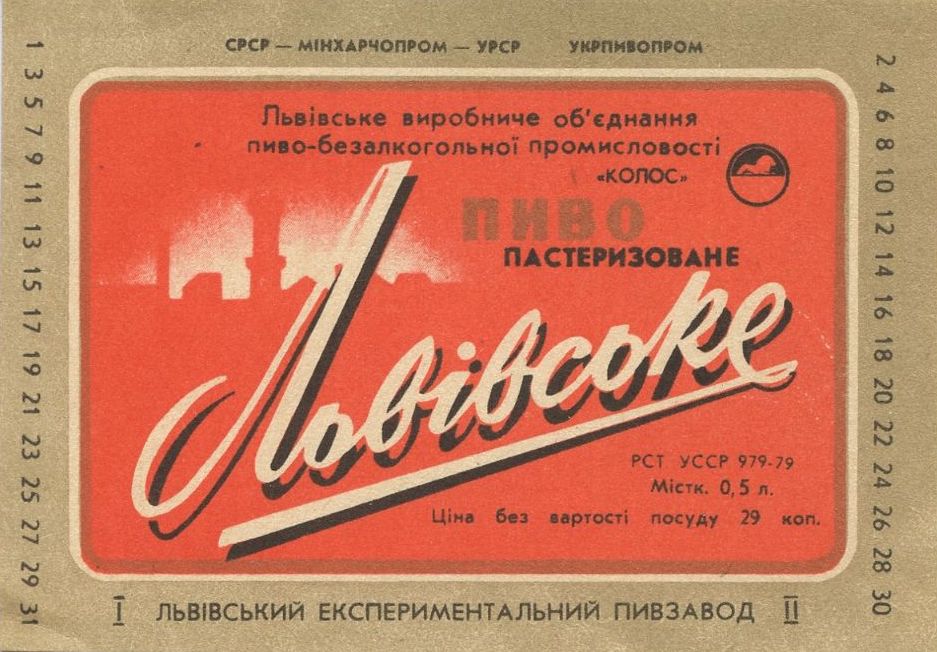 СРСР — МІНХАРЧОПРОМ — УРСР УКРПИВОПРОМ
Львівське виробниче об'єднання
пиво-безалкогольної промисловості
«КОЛОС»
ПИВО
ПАСТЕРИЗОВАНЕ
Львівське
РСТ УССР 979-79
Містк. 0,5 л.
Ціна без вартості посуду 29 коп.
I ЛЬВІВСЬКИЙ ЕКСПЕРИМЕНТАЛЬНИЙ ПИВЗАВОД II
1 3 5 7 9 11 13 15 17 19 21 23 25 27 29 31
2 4 6 8 10 12 14 16 18 20 22 24 26 28 30